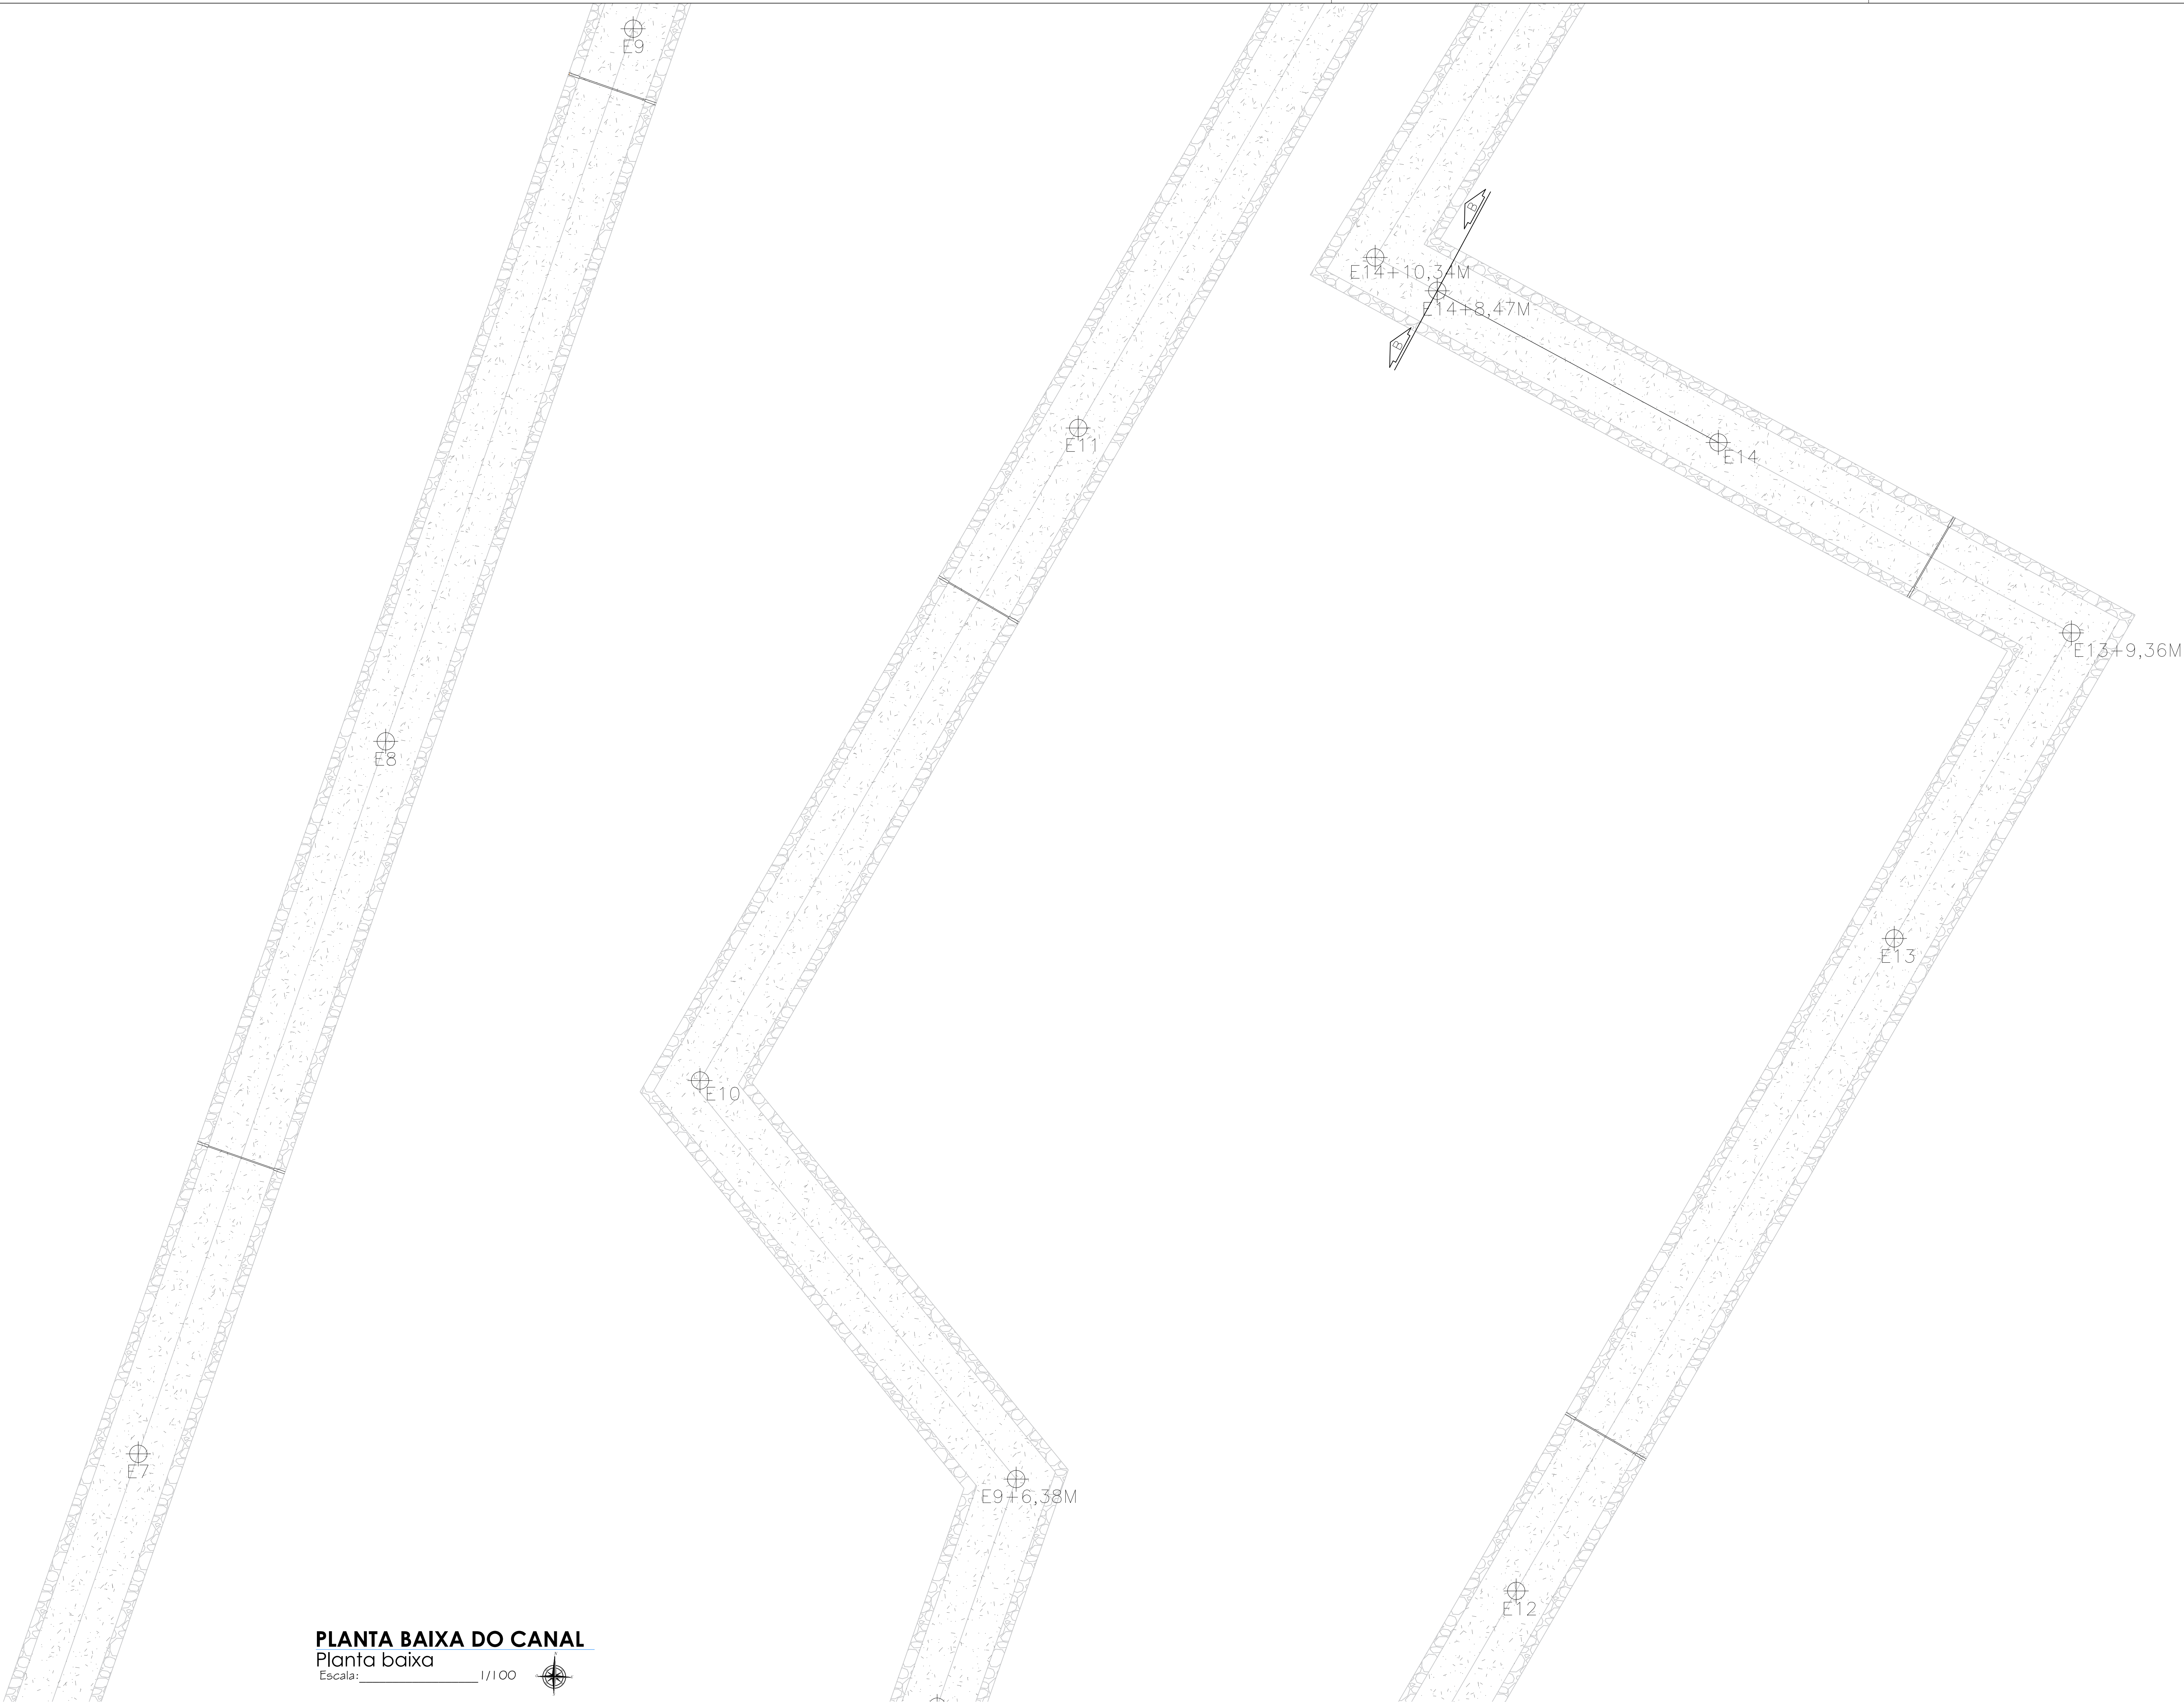 E9
B
E14+10,34M
E14+8,47M
B
E11
E14
E13+9,36M
E8
E13
E10
E7
E9+6,38M
E12
PLANTA BAIXA DO CANAL
Planta baixa
Escala: 1/100